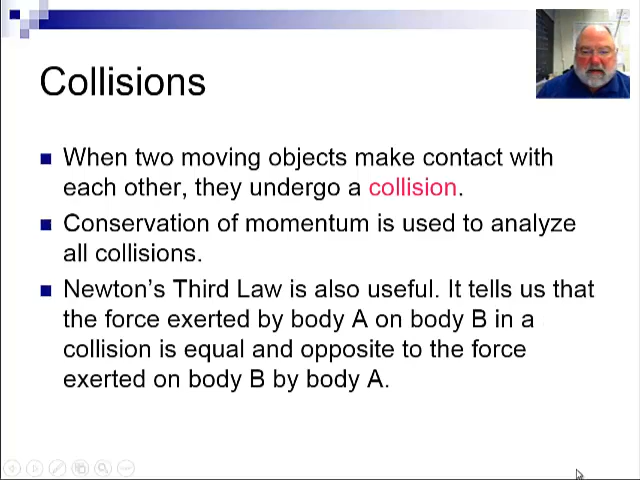 Collisions
When two moving objects make contact with
each other, they undergo a collision.
Conservation of momentum is used to analyze
all collisions.
Newton’s Third Law is also useful. It tells us that
the force exerted by body A on body B in a
collision is equal and opposite to the force
exerted on body B by body A.